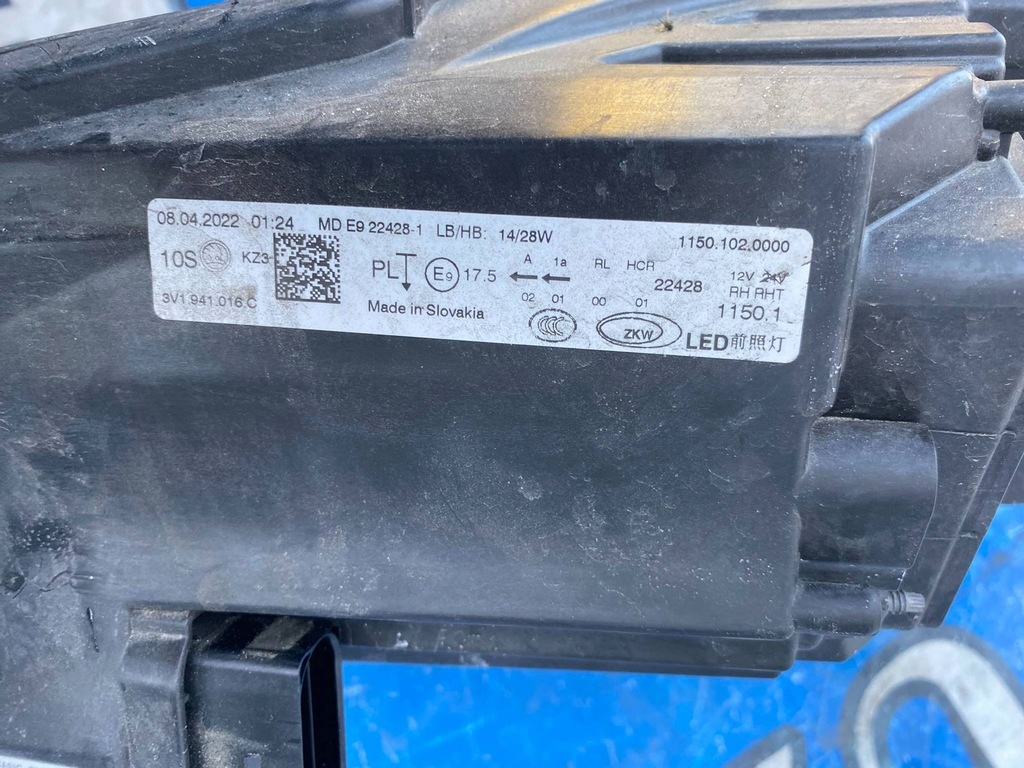 08.04.2022 01:24 MD E9 22428-1 LB/HB: 14/28W 1150.102.0000
10S KZ3 PL E9 17.5 A 1a RL HCR 22428 12V 24V
02 01 00 01 RH RHT
3V1.941.016 C Made in Slovakia CCC ZKW 1150.1
LED前照灯